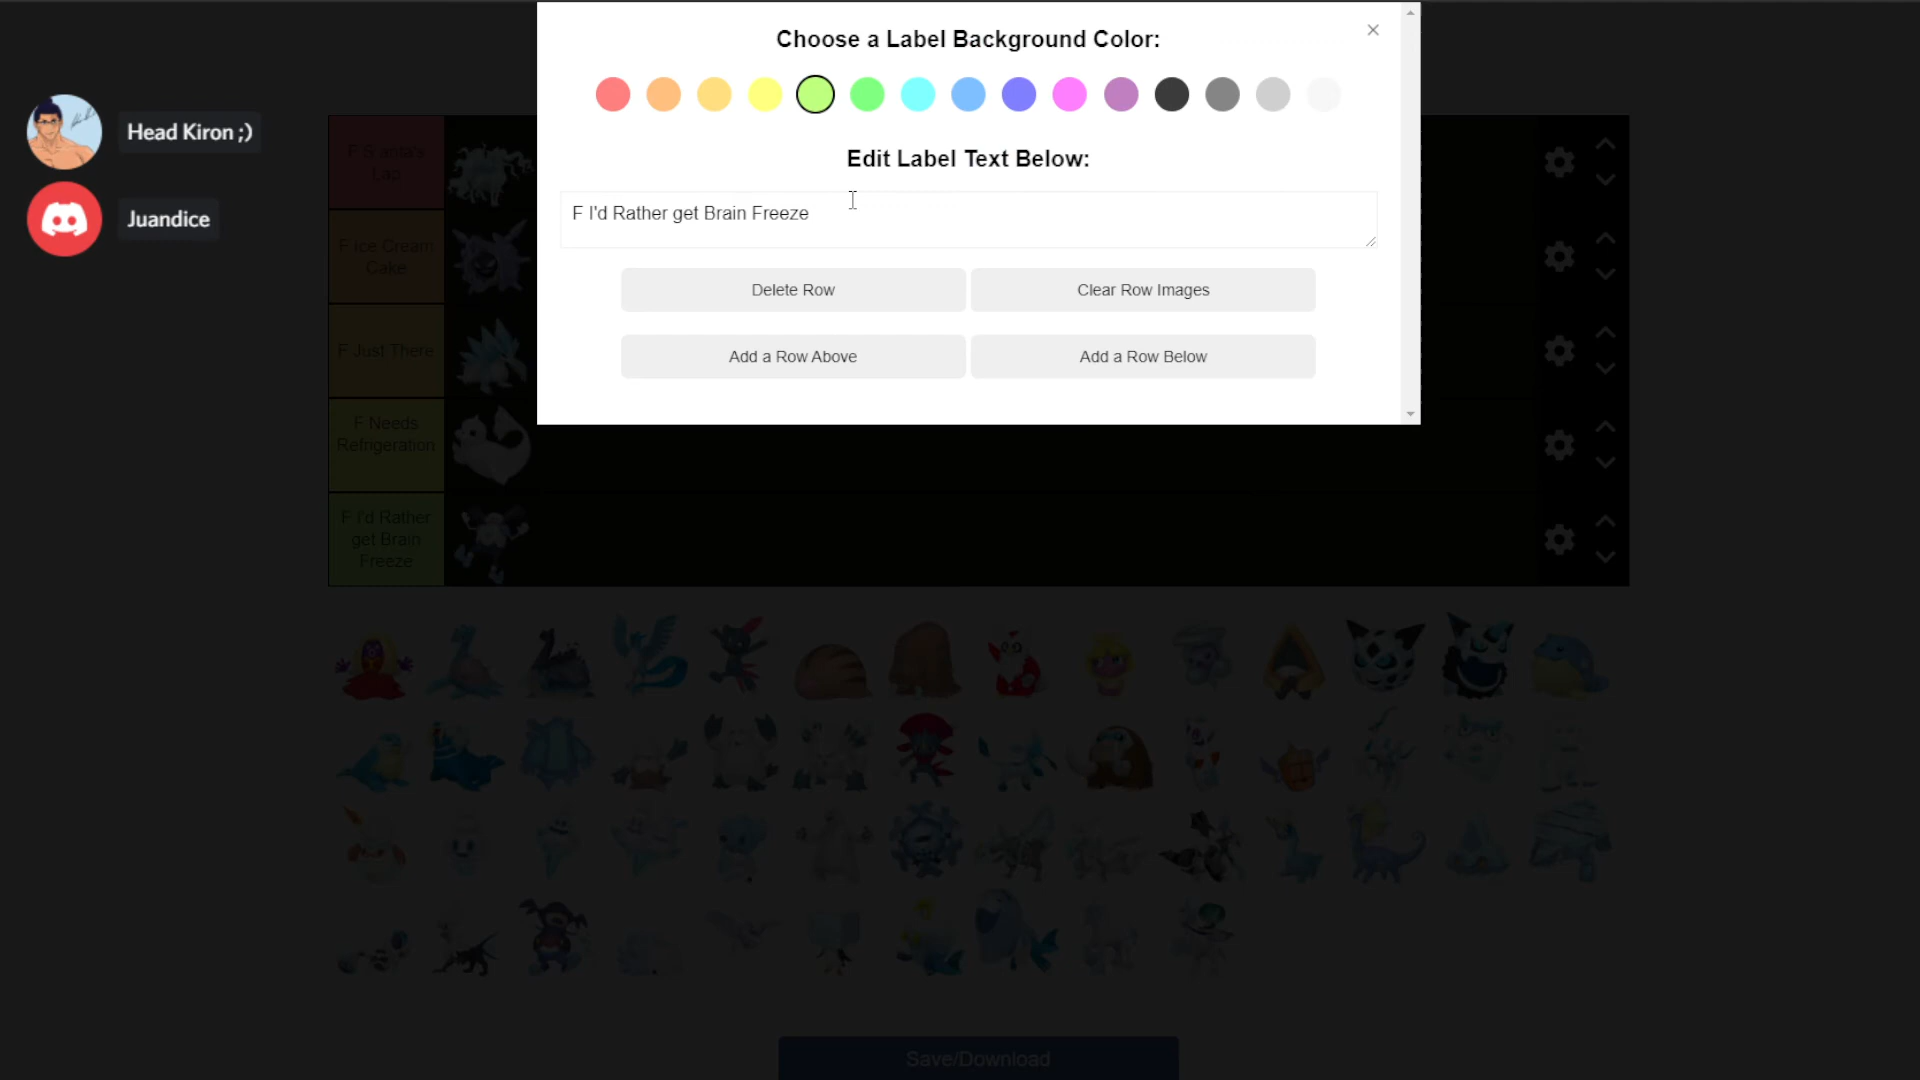 Choose a Label Background Color:
Head Kiron ;)
Juandice
Edit Label Text Below:
F I'd Rather get Brain Freeze
Delete Row
Clear Row Images
Add a Row Above
Add a Row Below
F Santa's
Lap
F Ice Cream
Cake
F Just There
F Needs
Refrigeration
F I'd Rather
get Brain
Freeze
Save/Download